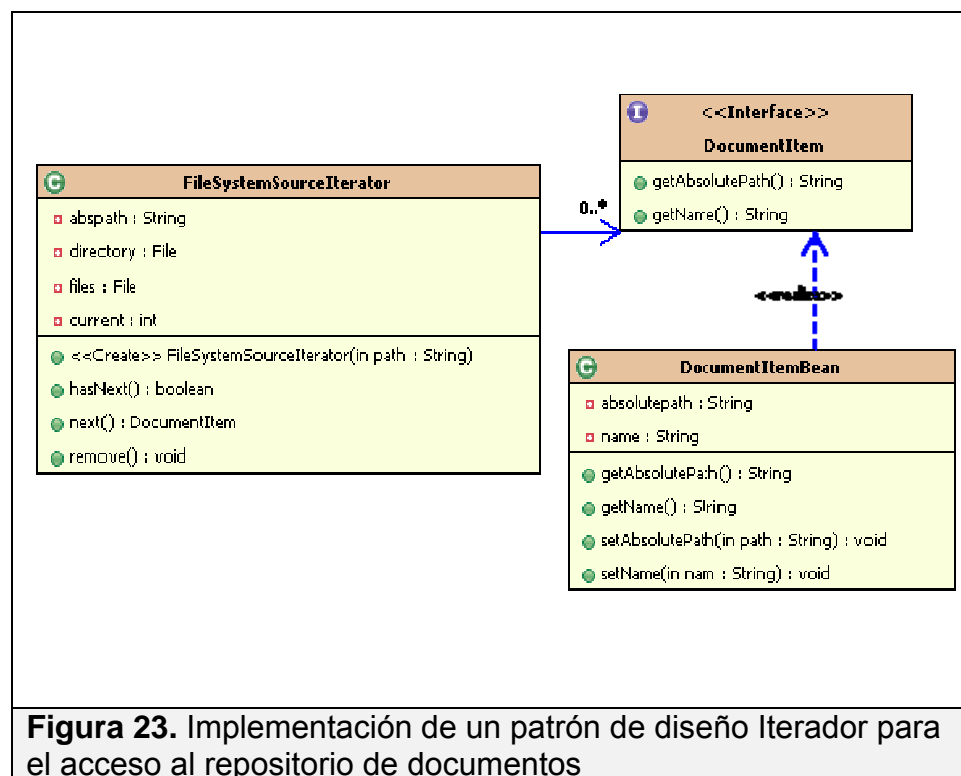 FileSystemSourceIterator
abspath : String
directory : File
files : File
current : int
<<Create>> FileSystemSourceIterator(in path : String)
hasNext() : boolean
next() : DocumentItem
remove() : void
0..*
I
<<Interface>>
DocumentItem
getAbsolutePath() : String
getName() : String
C
DocumentItemBean
absolutepath : String
name : String
getAbsolutePath() : String
getName() : String
setAbsolutePath(in path : String) : void
setName(in nam : String) : void
Figura 23. Implementación de un patrón de diseño Iterador para
el acceso al repositorio de documentos